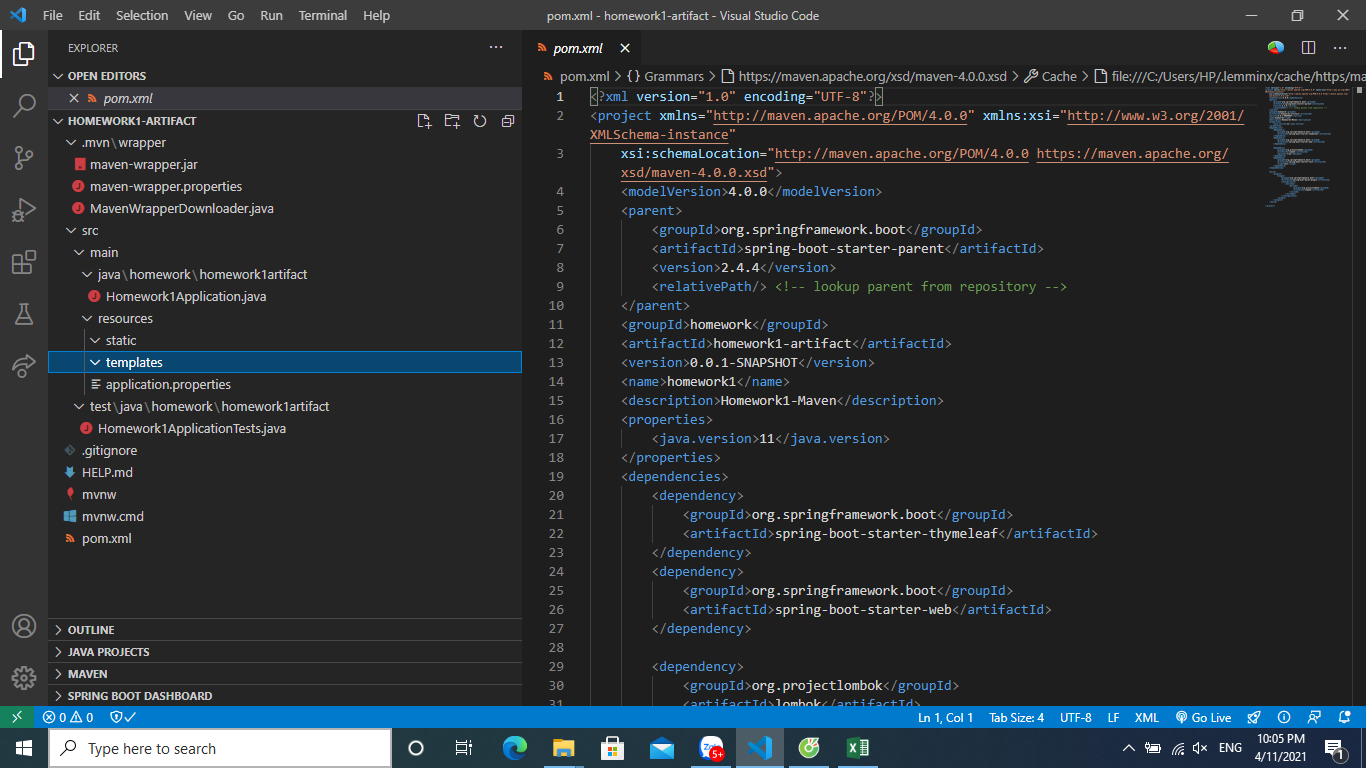 File Edit Selection View Go Run Terminal Help
pom.xml - homework1-artifact - Visual Studio Code
EXPLORER
OPEN EDITORS
pom.xml
HOMEWORK1-ARTIFACT
.mvn\wrapper
maven-wrapper.jar
maven-wrapper.properties
MavenWrapperDownloader.java
src
main
java\homework\homework1artifact
Homework1Application.java
resources
static
templates
application.properties
test\java\homework\homework1artifact
Homework1ApplicationTests.java
.gitignore
HELP.md
mvnw
mvnw.cmd
pom.xml
OUTLINE
JAVA PROJECTS
MAVEN
SPRING BOOT DASHBOARD
pom.xml
pom.xml > {} Grammars > https://maven.apache.org/xsd/maven-4.0.0.xsd > Cache > file:///C:/Users/HP/.lemminx/cache/https/ma
1 <?xml version="1.0" encoding="UTF-8"?>
2 <project xmlns="http://maven.apache.org/POM/4.0.0" xmlns:xsi="http://www.w3.org/2001/
XMLSchema-instance"
3 xsi:schemaLocation="http://maven.apache.org/POM/4.0.0 https://maven.apache.org/
xsd/maven-4.0.0.xsd">
4 <modelVersion>4.0.0</modelVersion>
5 <parent>
6 <groupId>org.springframework.boot</groupId>
7 <artifactId>spring-boot-starter-parent</artifactId>
8 <version>2.4.4</version>
9 <relativePath/> <!-- lookup parent from repository -->
10 </parent>
11 <groupId>homework</groupId>
12 <artifactId>homework1-artifact</artifactId>
13 <version>0.0.1-SNAPSHOT</version>
14 <name>homework1</name>
15 <description>Homework1-Maven</description>
16 <properties>
17 <java.version>11</java.version>
18 </properties>
19 <dependencies>
20 <dependency>
21 <groupId>org.springframework.boot</groupId>
22 <artifactId>spring-boot-starter-thymeleaf</artifactId>
23 </dependency>
24 <dependency>
25 <groupId>org.springframework.boot</groupId>
26 <artifactId>spring-boot-starter-web</artifactId>
27 </dependency>
28
29 <dependency>
30 <groupId>org.projectlombok</groupId>
31 <artifactId>lombok</artifactId>
0 0
Ln 1, Col 1 Tab Size: 4 UTF-8 LF XML Go Live
Type here to search
5+
ENG
10:05 PM
4/11/2021
1